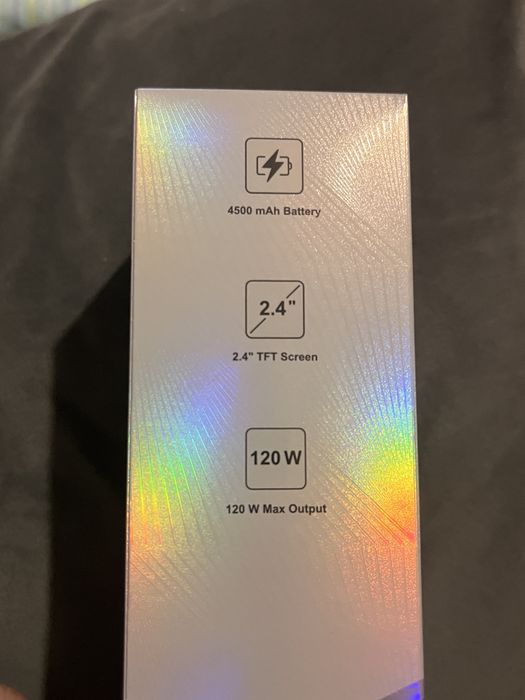 4500 mAh Battery
2.4"
2.4" TFT Screen
120 W
120 W Max Output